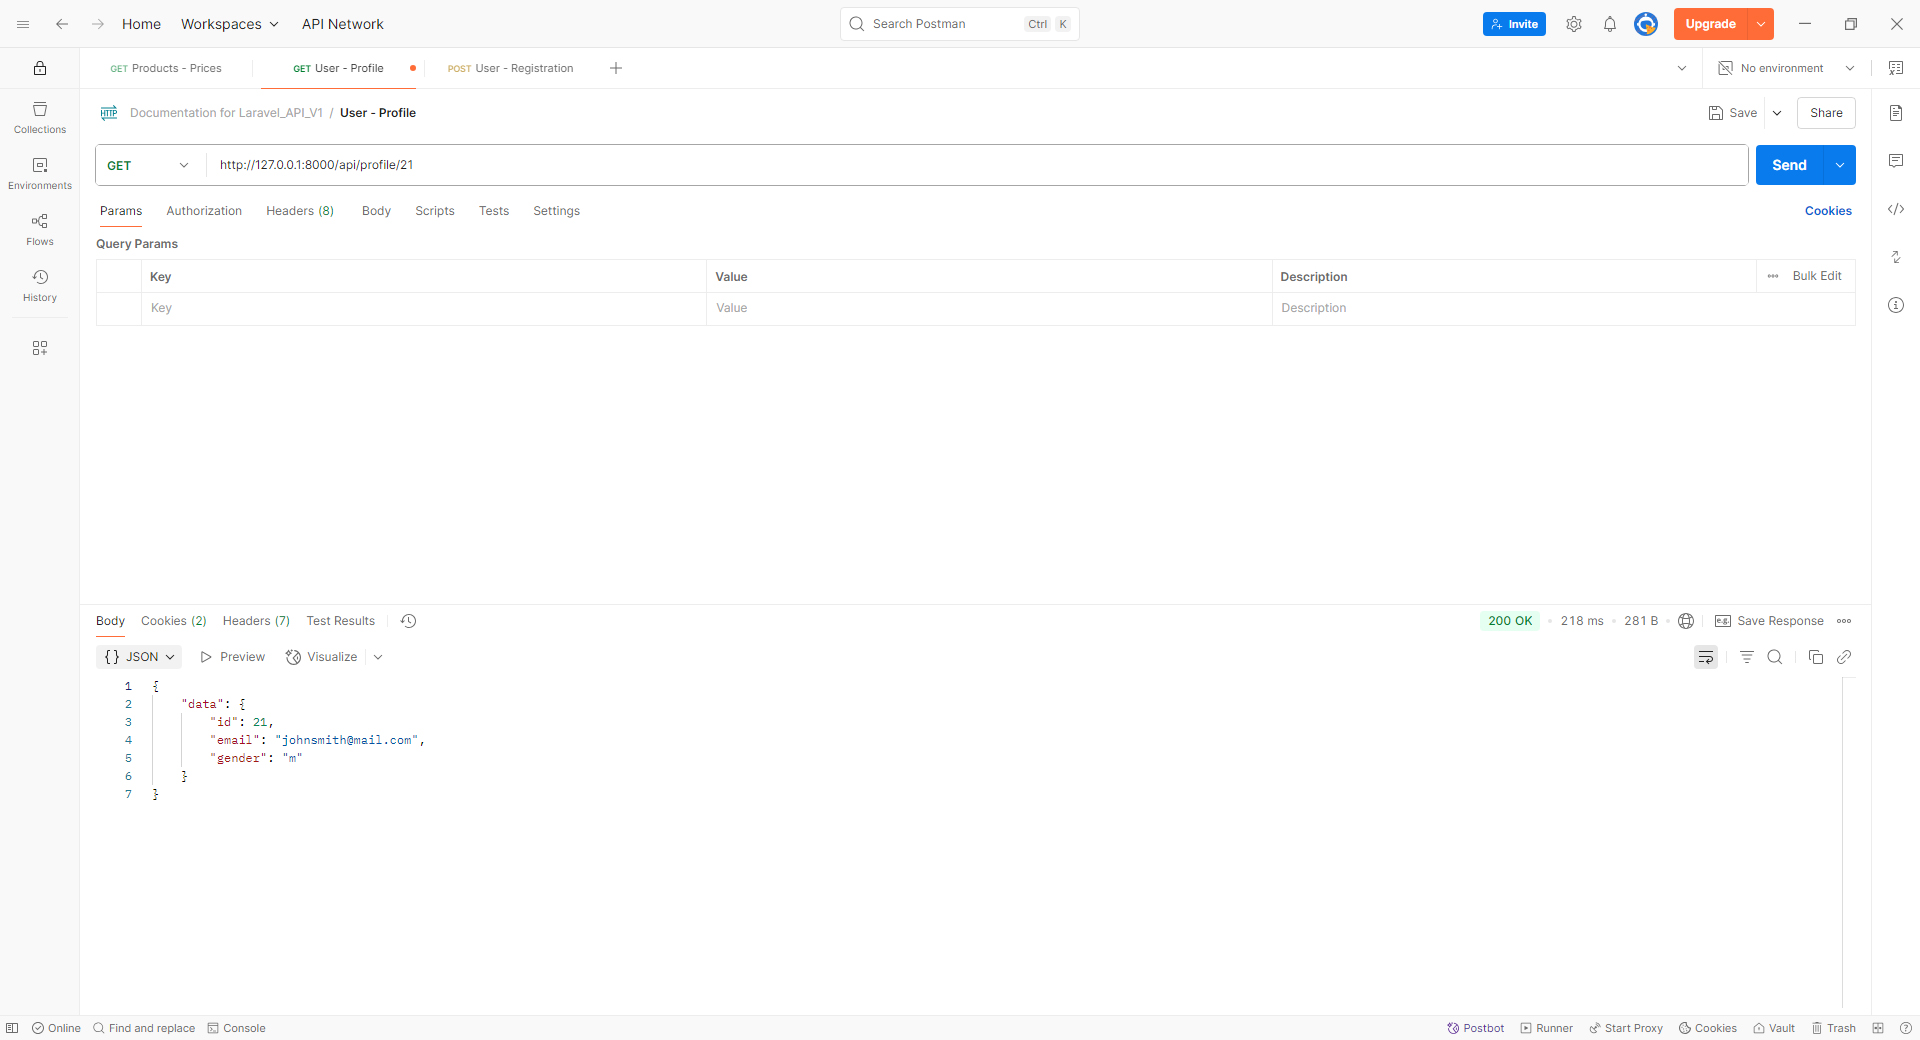 Home Workspaces API Network Search Postman Ctrl K Invite Upgrade
GET Products - Prices GET User - Profile POST User - Registration No environment
HTTP Documentation for Laravel_API_V1 / User - Profile Save Share
Collections
Environments
Flows
History
GET http://127.0.0.1:8000/api/profile/21 Send
Params Authorization Headers (8) Body Scripts Tests Settings Cookies
Query Params
Key Value Description Bulk Edit
Key Value Description
Body Cookies (2) Headers (7) Test Results 200 OK 218 ms 281 B e.g. Save Response
{} JSON Preview Visualize
1 {
2 "data": {
3 "id": 21,
4 "email": "johnsmith@mail.com",
5 "gender": "m"
6 }
7 }
Online Find and replace Console Postbot Runner Start Proxy Cookies Vault Trash